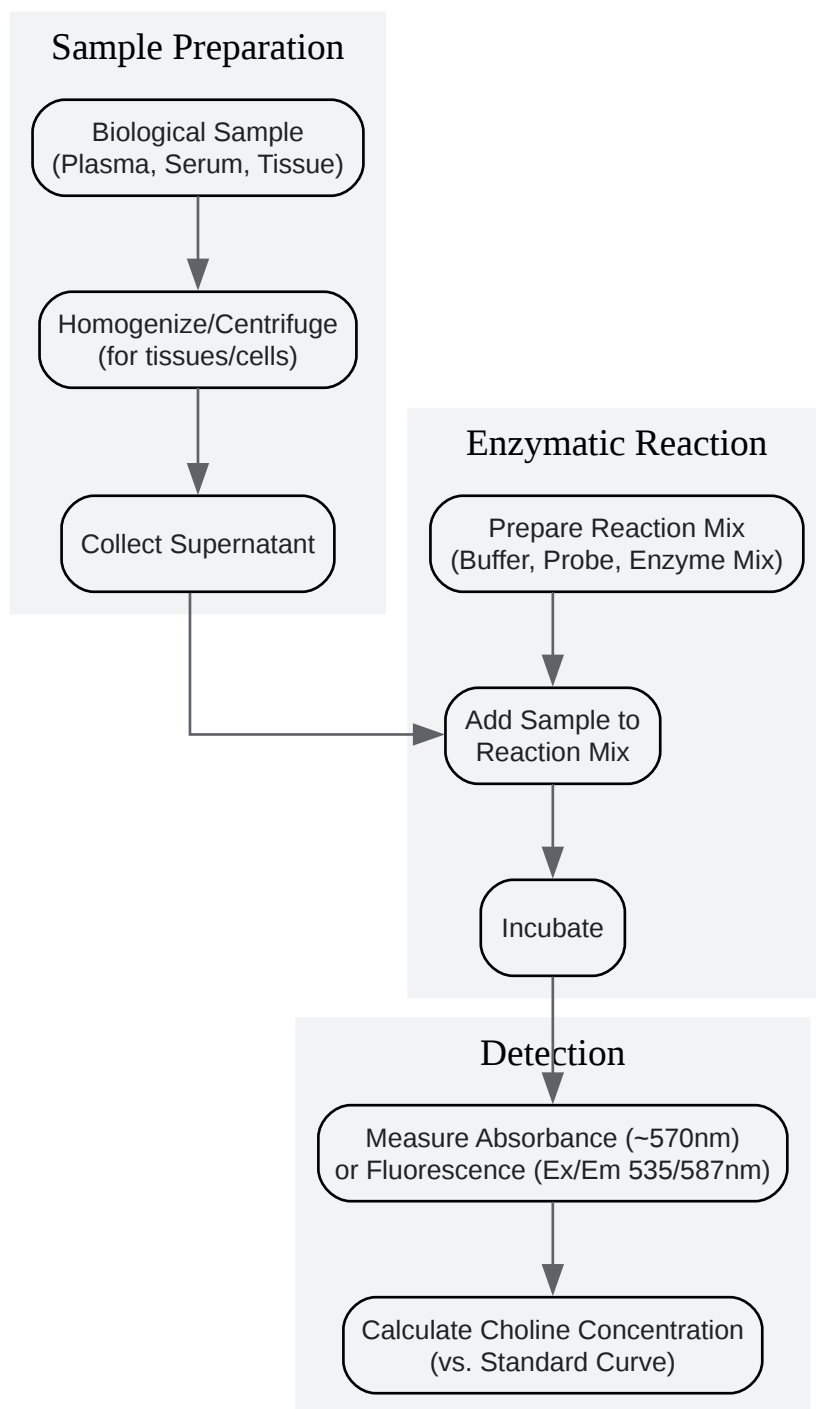 Sample Preparation
Biological Sample
(Plasma, Serum, Tissue)
Homogenize/Centrifuge
(for tissues/cells)
Collect Supernatant
Enzymatic Reaction
Prepare Reaction Mix
(Buffer, Probe, Enzyme Mix)
Add Sample to
Reaction Mix
Incubate
Detection
Measure Absorbance (~570nm)
or Fluorescence (Ex/Em 535/587nm)
Calculate Choline Concentration
(vs. Standard Curve)